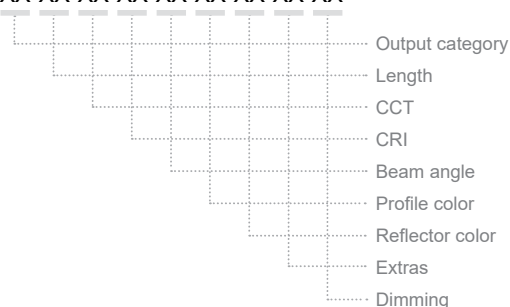 Output category
Length
CCT
CRI
Beam angle
Profile color
Reflector color
Extras
Dimming